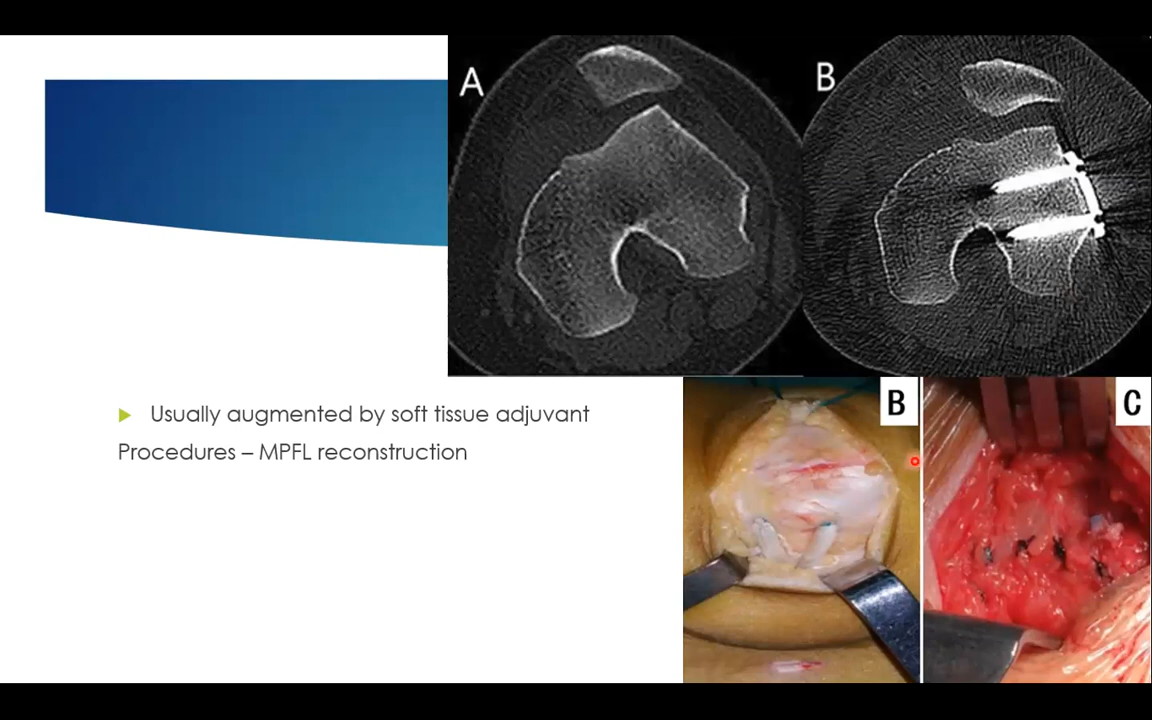 A
B
Usually augmented by soft tissue adjuvant
Procedures – MPFL reconstruction
B
C